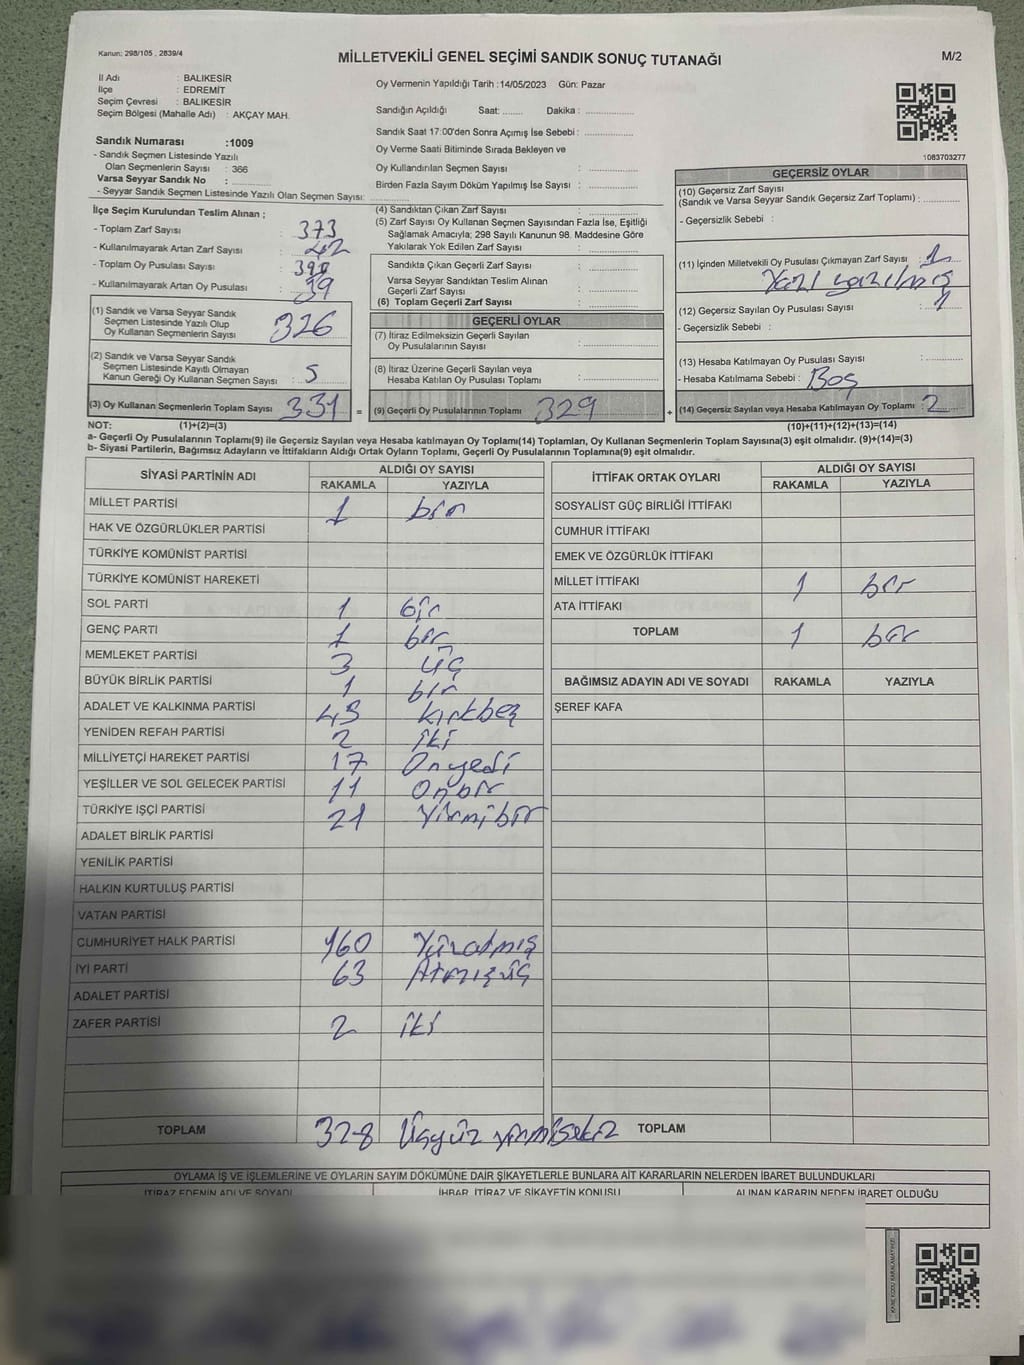 Kanun: 298/105 , 2839/4
MİLLETVEKİLİ GENEL SEÇİMİ SANDIK SONUÇ TUTANAĞI
M/2
İl Adı : BALIKESİR
İlçe : EDREMİT
Seçim Çevresi : BALIKESİR
Seçim Bölgesi (Mahalle Adı) : AKÇAY MAH.
Sandık Numarası :1009
- Sandık Seçmen Listesinde Yazılı
Olan Seçmenlerin Sayısı : 366
Varsa Seyyar Sandık No :
- Seyyar Sandık Seçmen Listesinde Yazılı Olan Seçmen Sayısı:
Oy Vermenin Yapıldığı Tarih :14/05/2023 Gün: Pazar
Sandığın Açıldığı Saat: ........ Dakika : ..............
Sandık Saat 17:00'den Sonra Açımış İse Sebebi : ..............
Oy Verme Saati Bitiminde Sırada Bekleyen ve
Oy Kullandırılan Seçmen Sayısı : ..............
Birden Fazla Sayım Döküm Yapılmış İse Sayısı : ..............
1083703277
İlçe Seçim Kurulundan Teslim Alınan ;
- Toplam Zarf Sayısı : 373
- Kullanılmayarak Artan Zarf Sayısı : 42
- Toplam Oy Pusulası Sayısı :
- Kullanılmayarak Artan Oy Pusulası : 39
(1) Sandık ve Varsa Seyyar Sandık
Seçmen Listesinde Yazılı Olup
Oy Kullanan Seçmenlerin Sayısı : 326
(2) Sandık ve Varsa Seyyar Sandık
Seçmen Listesinde Kayıtlı Olmayan
Kanun Gereği Oy Kullanan Seçmen Sayısı : 5
(3) Oy Kullanan Seçmenlerin Toplam Sayısı : 331
(4) Sandıktan Çıkan Zarf Sayısı : ..............
(5) Zarf Sayısı Oy Kullanan Seçmen Sayısından Fazla İse, Eşitliği
Sağlamak Amacıyla; 298 Sayılı Kanunun 98. Maddesine Göre
Yakılarak Yok Edilen Zarf Sayısı : ..............
Sandıkta Çıkan Geçerli Zarf Sayısı : ..............
Varsa Seyyar Sandıktan Teslim Alınan
Geçerli Zarf Sayısı : ..............
(6) Toplam Geçerli Zarf Sayısı : ..............
GEÇERLİ OYLAR
(7) İtiraz Edilmeksizin Geçerli Sayılan
Oy Pusulalarının Sayısı : ..............
(8) İtiraz Üzerine Geçerli Sayılan veya
Hesaba Katılan Oy Pusulası Toplamı : ..............
= (9) Geçerli Oy Pusulalarının Toplamı : 329 +
GEÇERSİZ OYLAR
(10) Geçersiz Zarf Sayısı
(Sandık ve Varsa Seyyar Sandık Geçersiz Zarf Toplamı) : ..............
- Geçersizlik Sebebi :
(11) İçinden Milletvekili Oy Pusulası Çıkmayan Zarf Sayısı : 1
Yazı yazılmış
(12) Geçersiz Sayılan Oy Pusulası Sayısı : 1
- Geçersizlik Sebebi :
(13) Hesaba Katılmayan Oy Pusulası Sayısı : ..............
- Hesaba Katılmama Sebebi : Boş
(14) Geçersiz Sayılan veya Hesaba Katılmayan Oy Toplamı : 2
NOT: (1)+(2)=(3) (10)+(11)+(12)+(13)=(14)
a- Geçerli Oy Pusulalarının Toplamı(9) ile Geçersiz Sayılan veya Hesaba katılmayan Oy Toplamı(14) Toplamları, Oy Kullanan Seçmenlerin Toplam Sayısına(3) eşit olmalıdır. (9)+(14)=(3)
b- Siyasi Partilerin, Bağımsız Adayların ve İttifakların Aldığı Ortak Oyların Toplamı, Geçerli Oy Pusulalarının Toplamına(9) eşit olmalıdır.
SİYASİ PARTİNİN ADI ALDIĞI OY SAYISI
RAKAMLA YAZIYLA
MİLLET PARTİSİ 1 bir
HAK VE ÖZGÜRLÜKLER PARTİSİ
TÜRKİYE KOMÜNİST PARTİSİ
TÜRKİYE KOMÜNİST HAREKETİ
SOL PARTİ 1 bir
GENÇ PARTİ 1 bir
MEMLEKET PARTİSİ 3 üç
BÜYÜK BİRLİK PARTİSİ 1 bir
ADALET VE KALKINMA PARTİSİ 45 kırkbeş
YENİDEN REFAH PARTİSİ 2 iki
MİLLİYETÇİ HAREKET PARTİSİ 17 Onyedi
YEŞİLLER VE SOL GELECEK PARTİSİ 11 Onbir
TÜRKİYE İŞÇİ PARTİSİ 21 Yirmibir
ADALET BİRLİK PARTİSİ
YENİLİK PARTİSİ
HALKIN KURTULUŞ PARTİSİ
VATAN PARTİSİ
CUMHURİYET HALK PARTİSİ 160 Yüzatmış
İYİ PARTİ 63 Atmışüç
ADALET PARTİSİ
ZAFER PARTİSİ 2 iki
TOPLAM 328 Üçyüz yirmisekiz
İTTİFAK ORTAK OYLARI ALDIĞI OY SAYISI
RAKAMLA YAZIYLA
SOSYALİST GÜÇ BİRLİĞİ İTTİFAKI
CUMHUR İTTİFAKI
EMEK VE ÖZGÜRLÜK İTTİFAKI
MİLLET İTTİFAKI 1 bir
ATA İTTİFAKI
TOPLAM 1 bir
BAĞIMSIZ ADAYIN ADI VE SOYADI RAKAMLA YAZIYLA
ŞEREF KAFA
TOPLAM
OYLAMA İŞ VE İŞLEMLERİNE VE OYLARIN SAYIM DÖKÜMÜNE DAİR ŞİKAYETLERLE BUNLARA AİT KARARLARIN NELERDEN İBARET BULUNDUKLARI
İTİRAZ EDENİN ADI VE SOYADI İHBAR, İTİRAZ VE ŞİKAYETİN KONUSU ALINAN KARARIN NEDEN İBARET OLDUĞU
KARE KODU KARALAMAYINIZ!